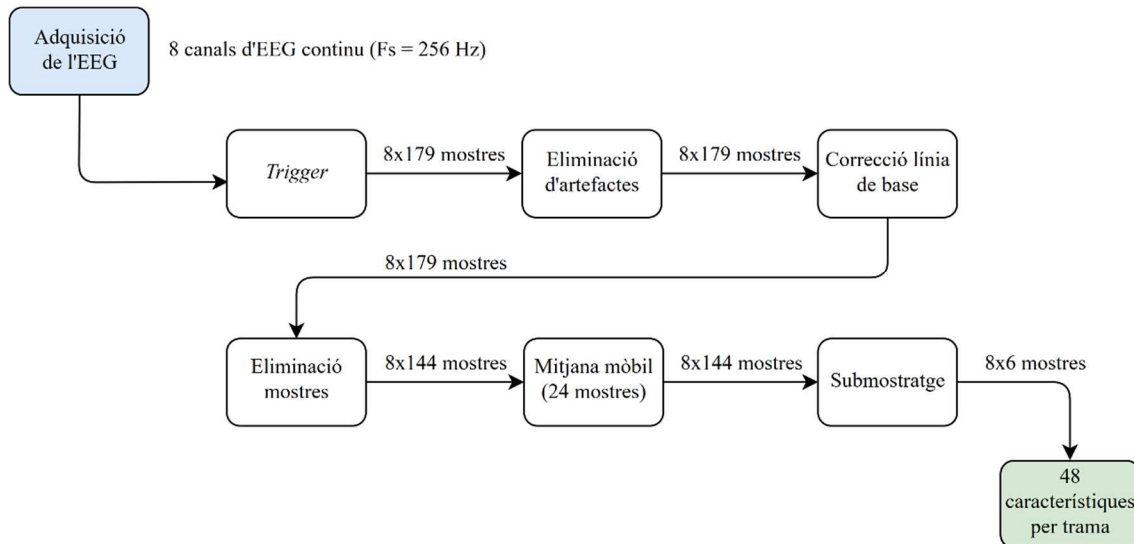 Adquisició
de l'EEG
8 canals d'EEG continu (Fs = 256 Hz)
Trigger
8x179 mostres
Eliminació
d'artefactes
8x179 mostres
Correcció línia
de base
8x179 mostres
Eliminació
mostres
8x144 mostres
Mitjana mòbil
(24 mostres)
8x144 mostres
Submostratge
8x6 mostres
48
característiques
per trama